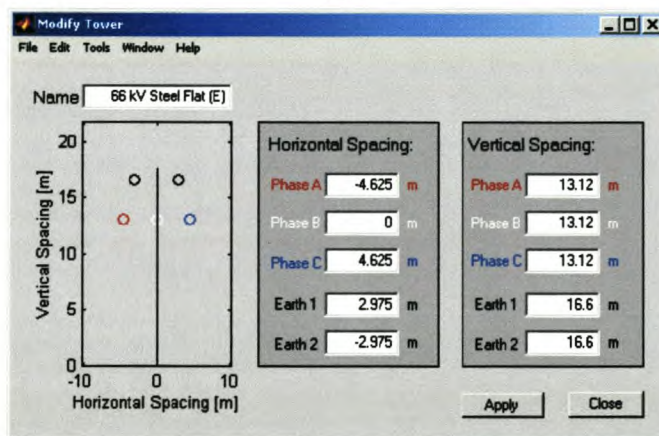 Modify Tower
File Edit Tools Window Help
Name 66 kV Steel Flat (E)
Vertical Spacing [m]
20
15
10
5
0
-10 0 10
Horizontal Spacing [m]
Horizontal Spacing:
Phase A -4.625 m
Phase B 0 m
Phase C 4.625 m
Earth 1 2.975 m
Earth 2 -2.975 m
Vertical Spacing:
Phase A 13.12 m
Phase B 13.12 m
Phase C 13.12 m
Earth 1 16.6 m
Earth 2 16.6 m
Apply Close